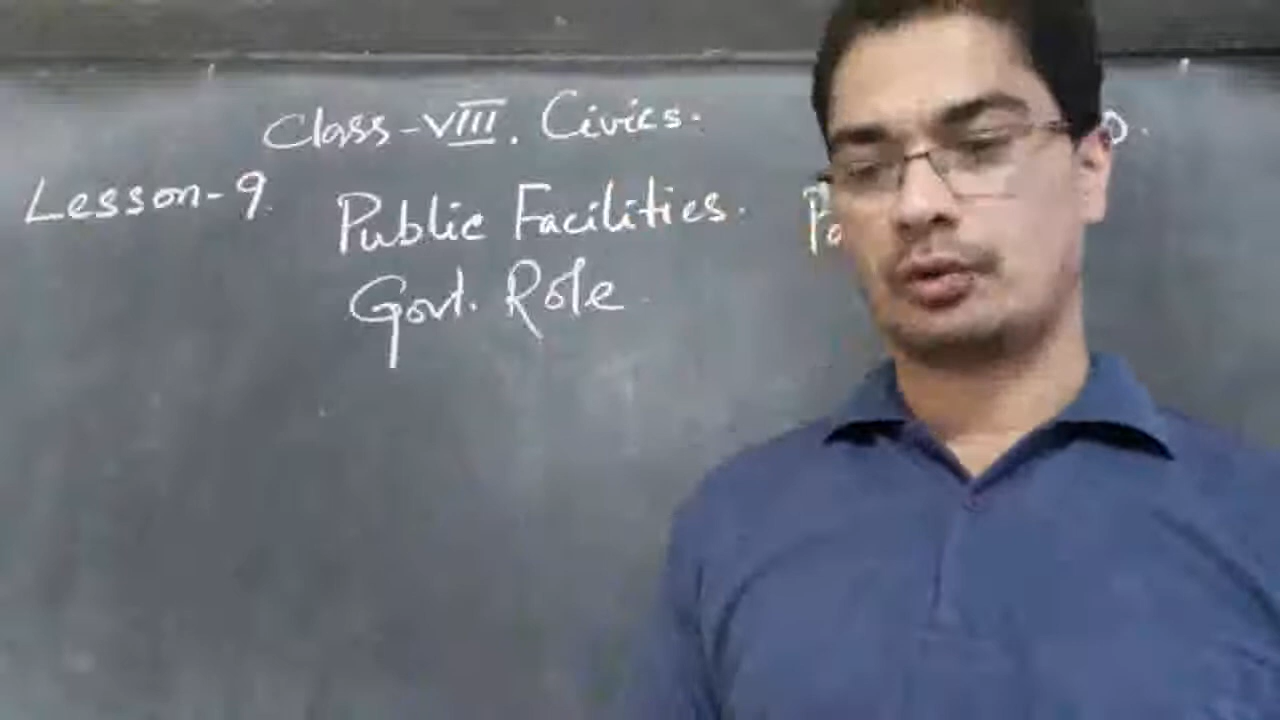 Class-VIII. Civics.
Lesson-9.
Public Facilities.
Govt. Role.